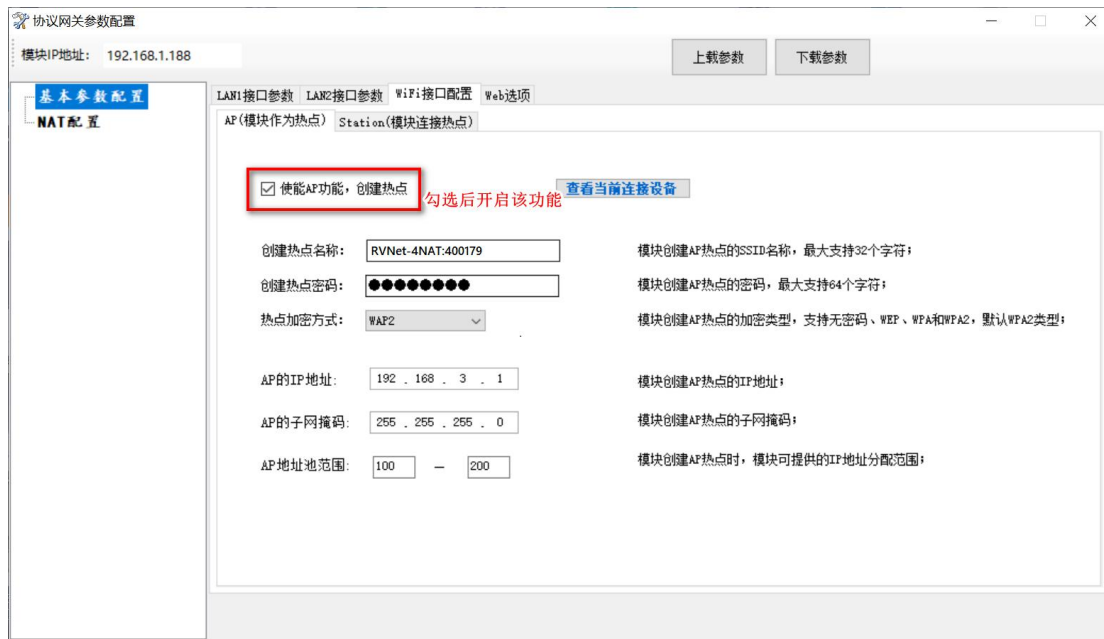 协议网关参数配置
模块IP地址: 192.168.1.188 上载参数 下载参数
基本参数配置
NAT配置
LAN1接口参数 LAN2接口参数 WiFi接口配置 Web选项
AP(模块作为热点) Station(模块连接热点)
使能AP功能，创建热点 勾选后开启该功能 查看当前连接设备
创建热点名称: RVNet-4NAT:400179 模块创建AP热点的SSID名称，最大支持32个字符;
创建热点密码: ●●●●●●●● 模块创建AP热点的密码，最大支持64个字符;
热点加密方式: WAP2 模块创建AP热点的加密类型，支持无密码、WEP、WPA和WPA2，默认WPA2类型;
AP的IP地址: 192 . 168 . 3 . 1 模块创建AP热点的IP地址;
AP的子网掩码: 255 . 255 . 255 . 0 模块创建AP热点的子网掩码;
AP地址池范围: 100 — 200 模块创建AP热点时，模块可提供的IP地址分配范围;